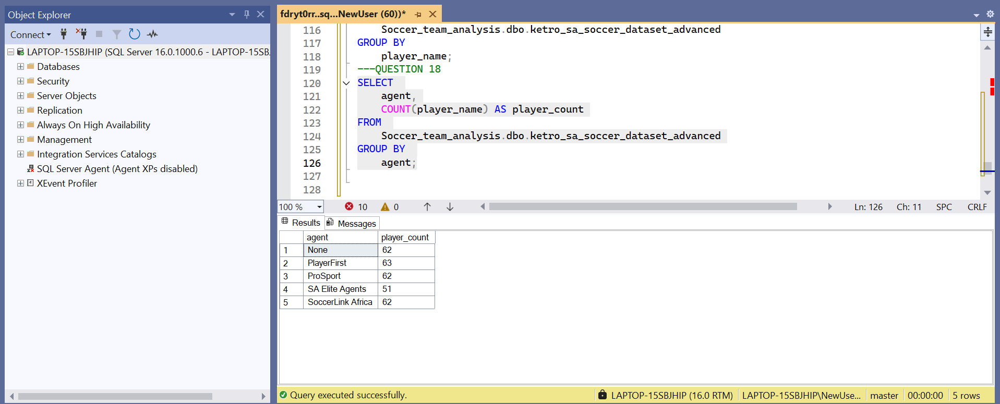 Object Explorer
Connect
LAPTOP-15SBJHIP (SQL Server 16.0.1000.6 - LAPTOP-15SBJ
Databases
Security
Server Objects
Replication
Always On High Availability
Management
Integration Services Catalogs
SQL Server Agent (Agent XPs disabled)
XEvent Profiler
fdryt0rr..sq...NewUser (60))*
116 Soccer_team_analysis.dbo.ketro_sa_soccer_dataset_advanced
117 GROUP BY
118 player_name;
119 ---QUESTION 18
120 SELECT
121 agent,
122 COUNT(player_name) AS player_count
123 FROM
124 Soccer_team_analysis.dbo.ketro_sa_soccer_dataset_advanced
125 GROUP BY
126 agent;
127
128
100 % 10 0 Ln: 126 Ch: 11 SPC CRLF
Results Messages
agent player_count
1 None 62
2 PlayerFirst 63
3 ProSport 62
4 SA Elite Agents 51
5 SoccerLink Africa 62
Query executed successfully. LAPTOP-15SBJHIP (16.0 RTM) LAPTOP-15SBJHIP\NewUse... master 00:00:00 5 rows